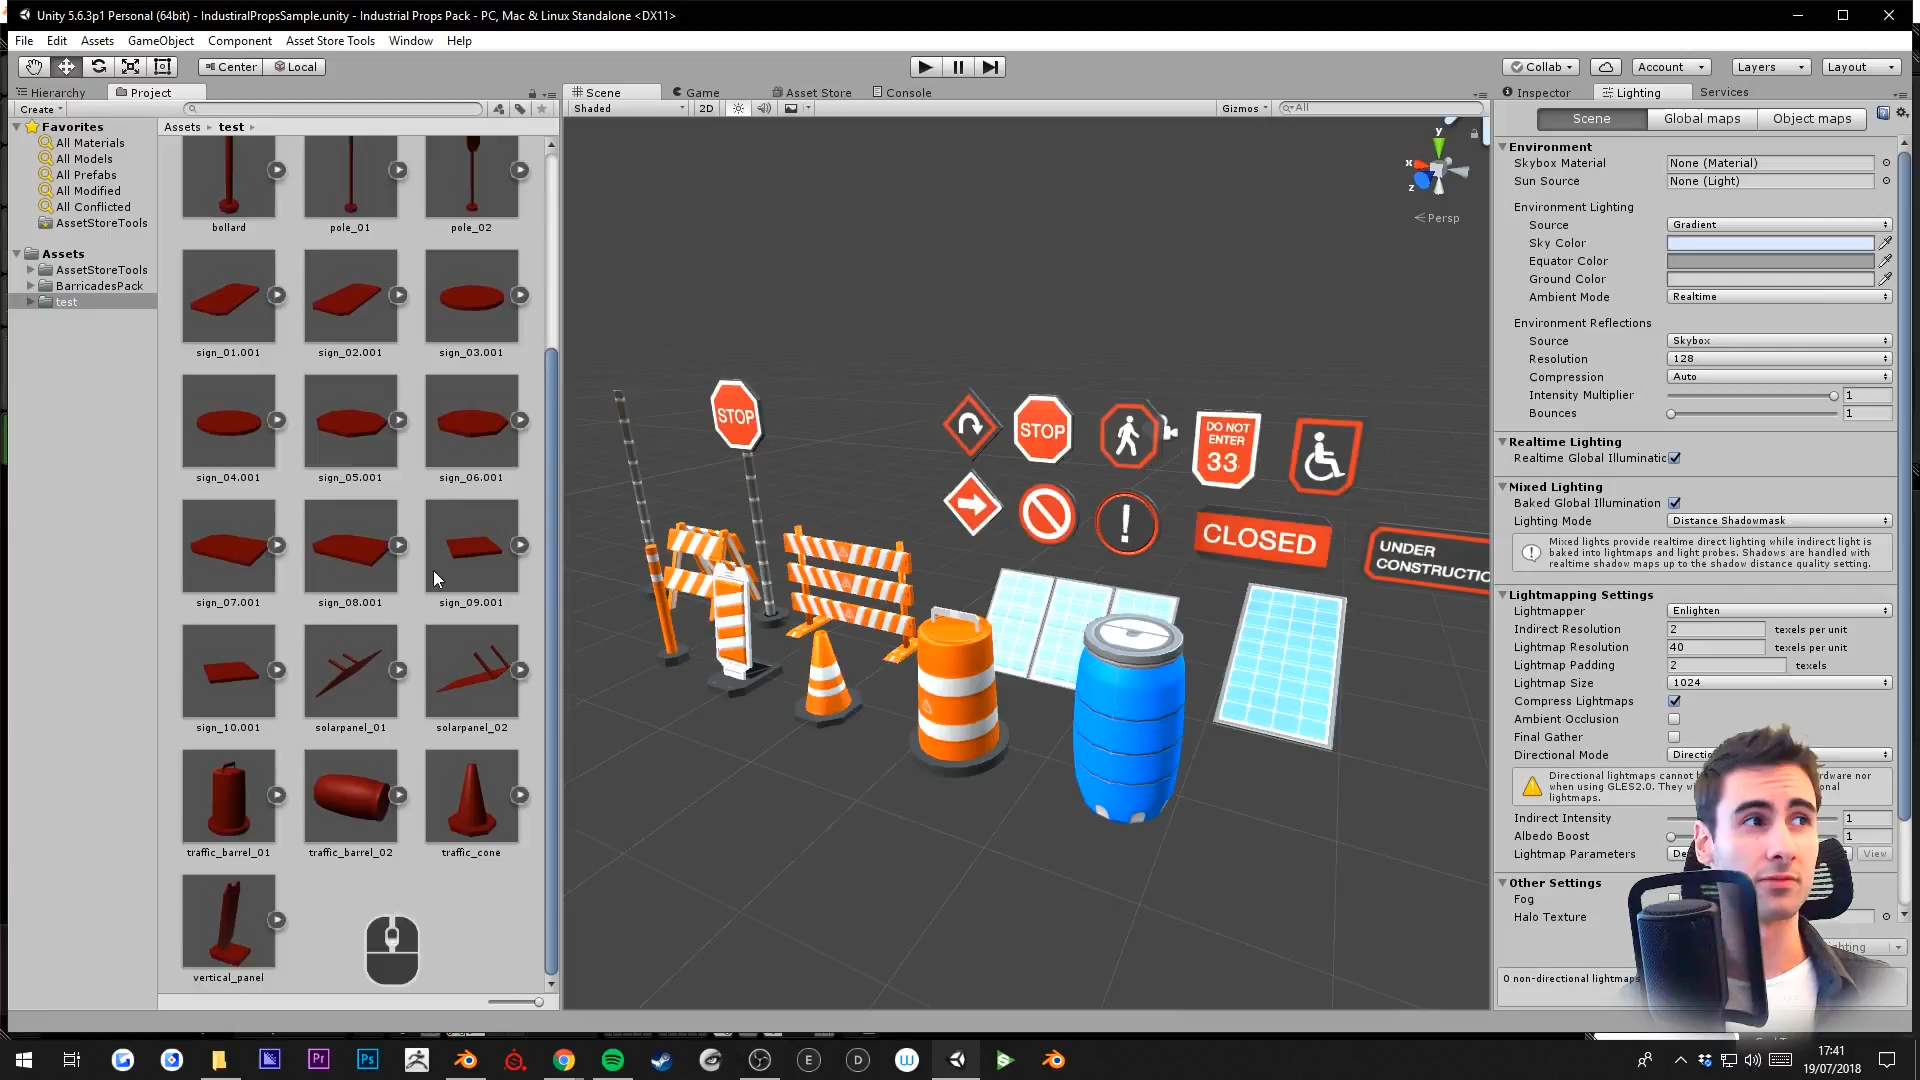 Unity 5.6.3p1 Personal (64bit) - IndustiralPropsSample.unity - Industrial Props Pack - PC, Mac & Linux Standalone <DX11>
File Edit Assets GameObject Component Asset Store Tools Window Help
Center Local Collab Account Layers Layout
Hierarchy Project Scene Game Asset Store Console Inspector Lighting Services
Create Shaded 2D Gizmos All
Scene Global maps Object maps
Favorites
All Materials
All Models
All Prefabs
All Modified
All Conflicted
AssetStoreTools
Assets
AssetStoreTools
BarricadesPack
test
Assets test
bollard pole_01 pole_02
sign_01.001 sign_02.001 sign_03.001
sign_04.001 sign_05.001 sign_06.001
sign_07.001 sign_08.001 sign_09.001
sign_10.001 solarpanel_01 solarpanel_02
traffic_barrel_01 traffic_barrel_02 traffic_cone
vertical_panel
y
x
z
Persp
STOP
STOP
DO NOT
ENTER
33
!
CLOSED
UNDER
CONSTRUCTIO
Environment
Skybox Material None (Material)
Sun Source None (Light)
Environment Lighting
Source Gradient
Sky Color
Equator Color
Ground Color
Ambient Mode Realtime
Environment Reflections
Source Skybox
Resolution 128
Compression Auto
Intensity Multiplier 1
Bounces 1
Realtime Lighting
Realtime Global Illuminatic
Mixed Lighting
Baked Global Illumination
Lighting Mode Distance Shadowmask
Mixed lights provide realtime direct lighting while indirect light is
baked into lightmaps and light probes. Shadows are handled with
realtime shadow maps up to the shadow distance quality setting.
Lightmapping Settings
Lightmapper Enlighten
Indirect Resolution 2 texels per unit
Lightmap Resolution 40 texels per unit
Lightmap Padding 2 texels
Lightmap Size 1024
Compress Lightmaps
Ambient Occlusion
Final Gather
Directional Mode Directi
Directional lightmaps cannot b rdware nor
when using GLES2.0. They w onal
lightmaps.
Indirect Intensity 1
Albedo Boost 1
Lightmap Parameters De View
Other Settings
Fog
Halo Texture
ighting
0 non-directional lightmaps
Pr Ps E D W
17:41
19/07/2018